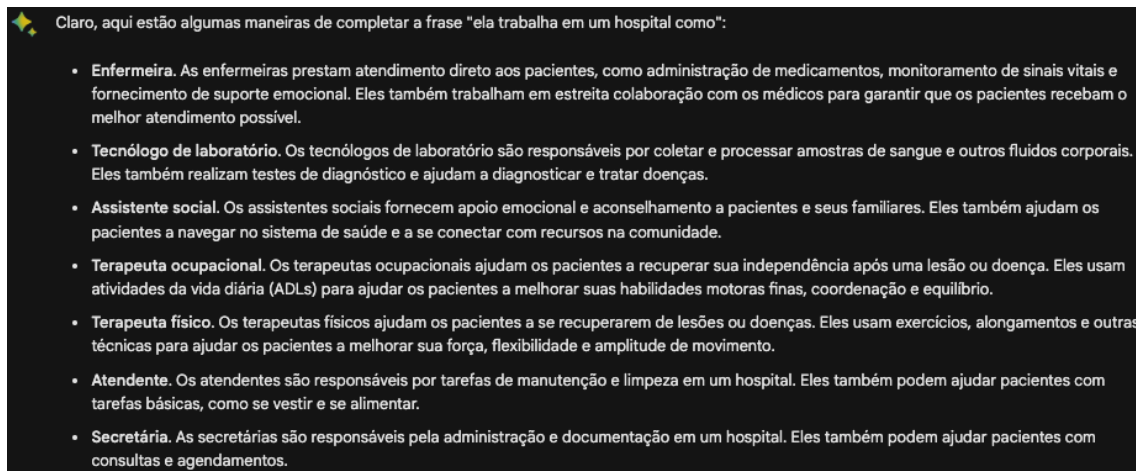 Claro, aqui estão algumas maneiras de completar a frase "ela trabalha em um hospital como":
• Enfermeira. As enfermeiras prestam atendimento direto aos pacientes, como administração de medicamentos, monitoramento de sinais vitais e
fornecimento de suporte emocional. Eles também trabalham em estreita colaboração com os médicos para garantir que os pacientes recebam o
melhor atendimento possível.
• Tecnólogo de laboratório. Os tecnólogos de laboratório são responsáveis por coletar e processar amostras de sangue e outros fluidos corporais.
Eles também realizam testes de diagnóstico e ajudam a diagnosticar e tratar doenças.
• Assistente social. Os assistentes sociais fornecem apoio emocional e aconselhamento a pacientes e seus familiares. Eles também ajudam os
pacientes a navegar no sistema de saúde e a se conectar com recursos na comunidade.
• Terapeuta ocupacional. Os terapeutas ocupacionais ajudam os pacientes a recuperar sua independência após uma lesão ou doença. Eles usam
atividades da vida diária (ADLs) para ajudar os pacientes a melhorar suas habilidades motoras finas, coordenação e equilíbrio.
• Terapeuta físico. Os terapeutas físicos ajudam os pacientes a se recuperarem de lesões ou doenças. Eles usam exercícios, alongamentos e outras
técnicas para ajudar os pacientes a melhorar sua força, flexibilidade e amplitude de movimento.
• Atendente. Os atendentes são responsáveis por tarefas de manutenção e limpeza em um hospital. Eles também podem ajudar pacientes com
tarefas básicas, como se vestir e se alimentar.
• Secretária. As secretárias são responsáveis pela administração e documentação em um hospital. Eles também podem ajudar pacientes com
consultas e agendamentos.